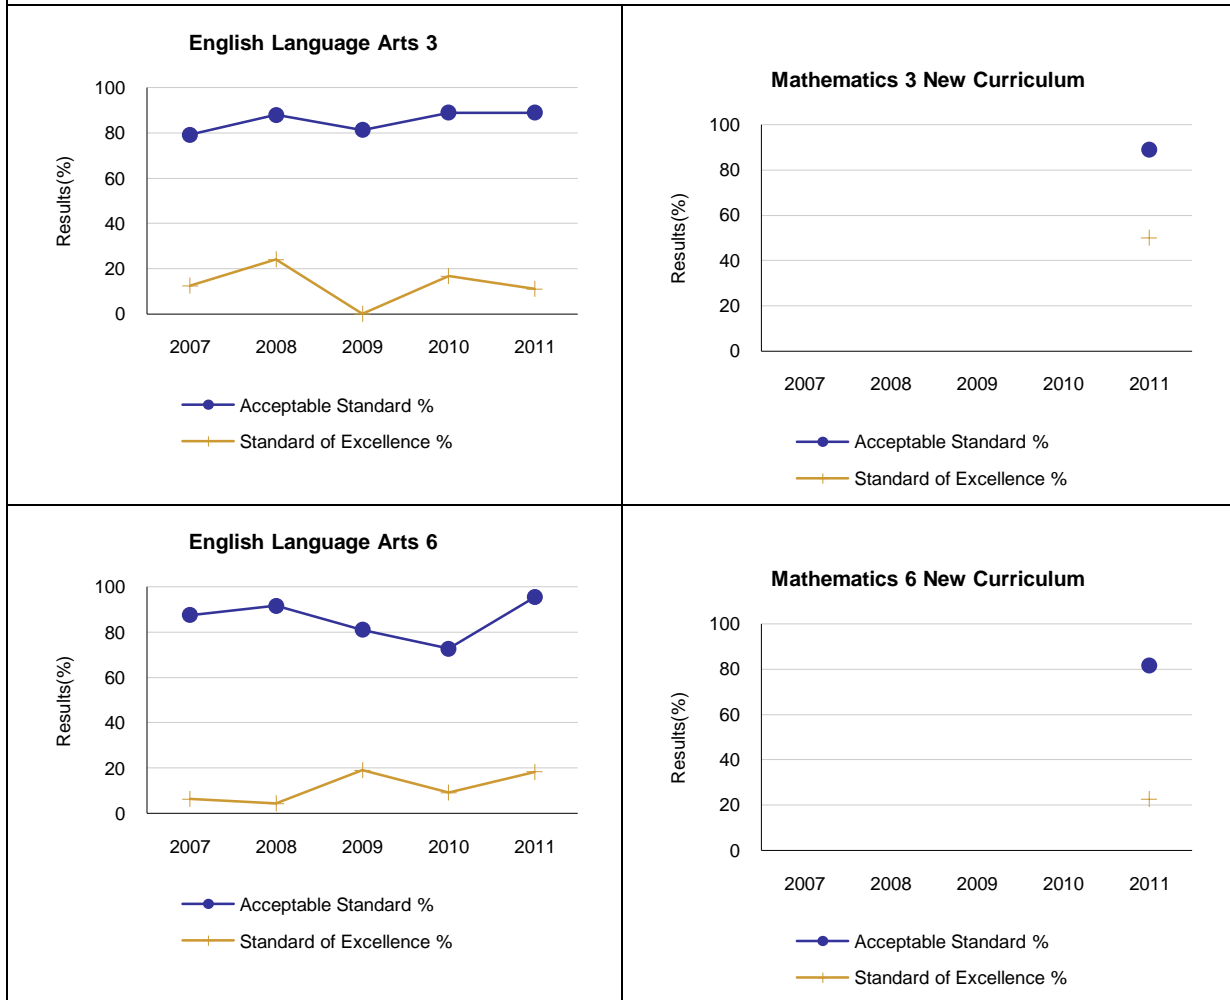 English Language Arts 3
100
80
60
40
20
0
Results(%)
2007 2008 2009 2010 2011
Acceptable Standard %
Standard of Excellence %
Mathematics 3 New Curriculum
100
80
60
40
20
0
Results(%)
2007 2008 2009 2010 2011
Acceptable Standard %
Standard of Excellence %
English Language Arts 6
100
80
60
40
20
0
Results(%)
2007 2008 2009 2010 2011
Acceptable Standard %
Standard of Excellence %
Mathematics 6 New Curriculum
100
80
60
40
20
0
Results(%)
2007 2008 2009 2010 2011
Acceptable Standard %
Standard of Excellence %